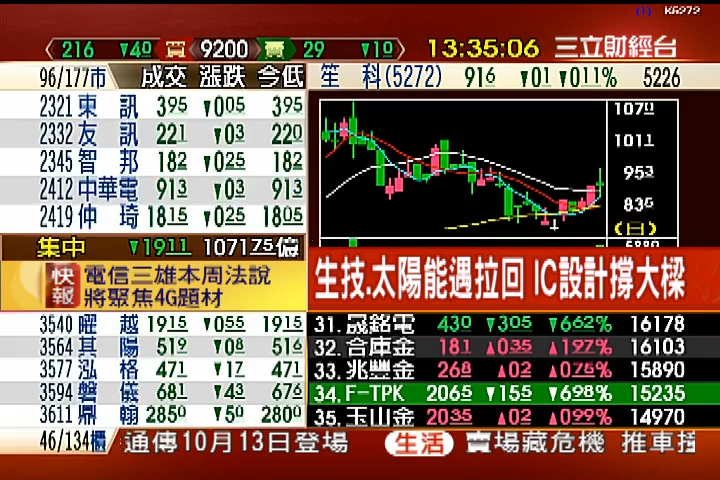 K5272
216 ▼40 買 9200 賣 29 ▼10 13:35:06 三立財經台
96/177市 成交 漲跌 今低 笙 科(5272) 916 ▼01 ▼011% 5226
2321 東 訊 395 ▼005 395
2332 友 訊 221 ▼03 220
2345 智 邦 182 ▼025 182
2412 中華電 913 ▼03 913
2419 仲 琦 1815 ▼025 1805
1070
1011
953
836
(日)
集中 ▼1911 107175億
快報 電信三雄本周法說
將聚焦4G題材
生技.太陽能遇拉回 IC設計撐大樑
3540 曜 越 1915 ▼055 1915
3564 其 陽 519 ▼08 516
3577 泓 格 471 ▼17 471
3594 磐 儀 681 ▼43 676
3611 鼎 翰 2850 ▼50 2800
31. 晟銘電 430 ▼305 ▼662% 16178
32. 合庫金 181 ▲035 ▲197% 16103
33. 兆豐金 268 ▲02 ▲075% 15890
34. F-TPK 2065 ▼155 ▼698% 15235
35. 玉山金 2035 ▲02 ▲099% 14970
46/134櫃 通傳10月13日登場 生活 賣場藏危機 推車